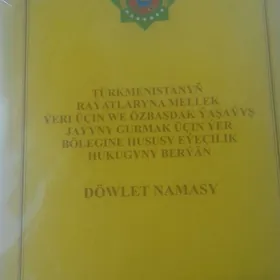 TÜRKMENISTANYŇ
RAÝATLARYNA MELLEK
ÝERI ÜÇIN WE ÖZBAŞDAK ÝAŞAÝYŞ
JAÝYNY GURMAK ÜÇIN ÝER
BÖLEGINE HUSUSY EÝEÇILIK
HUKUGYNY BERÝÄN
DÖWLET NAMASY